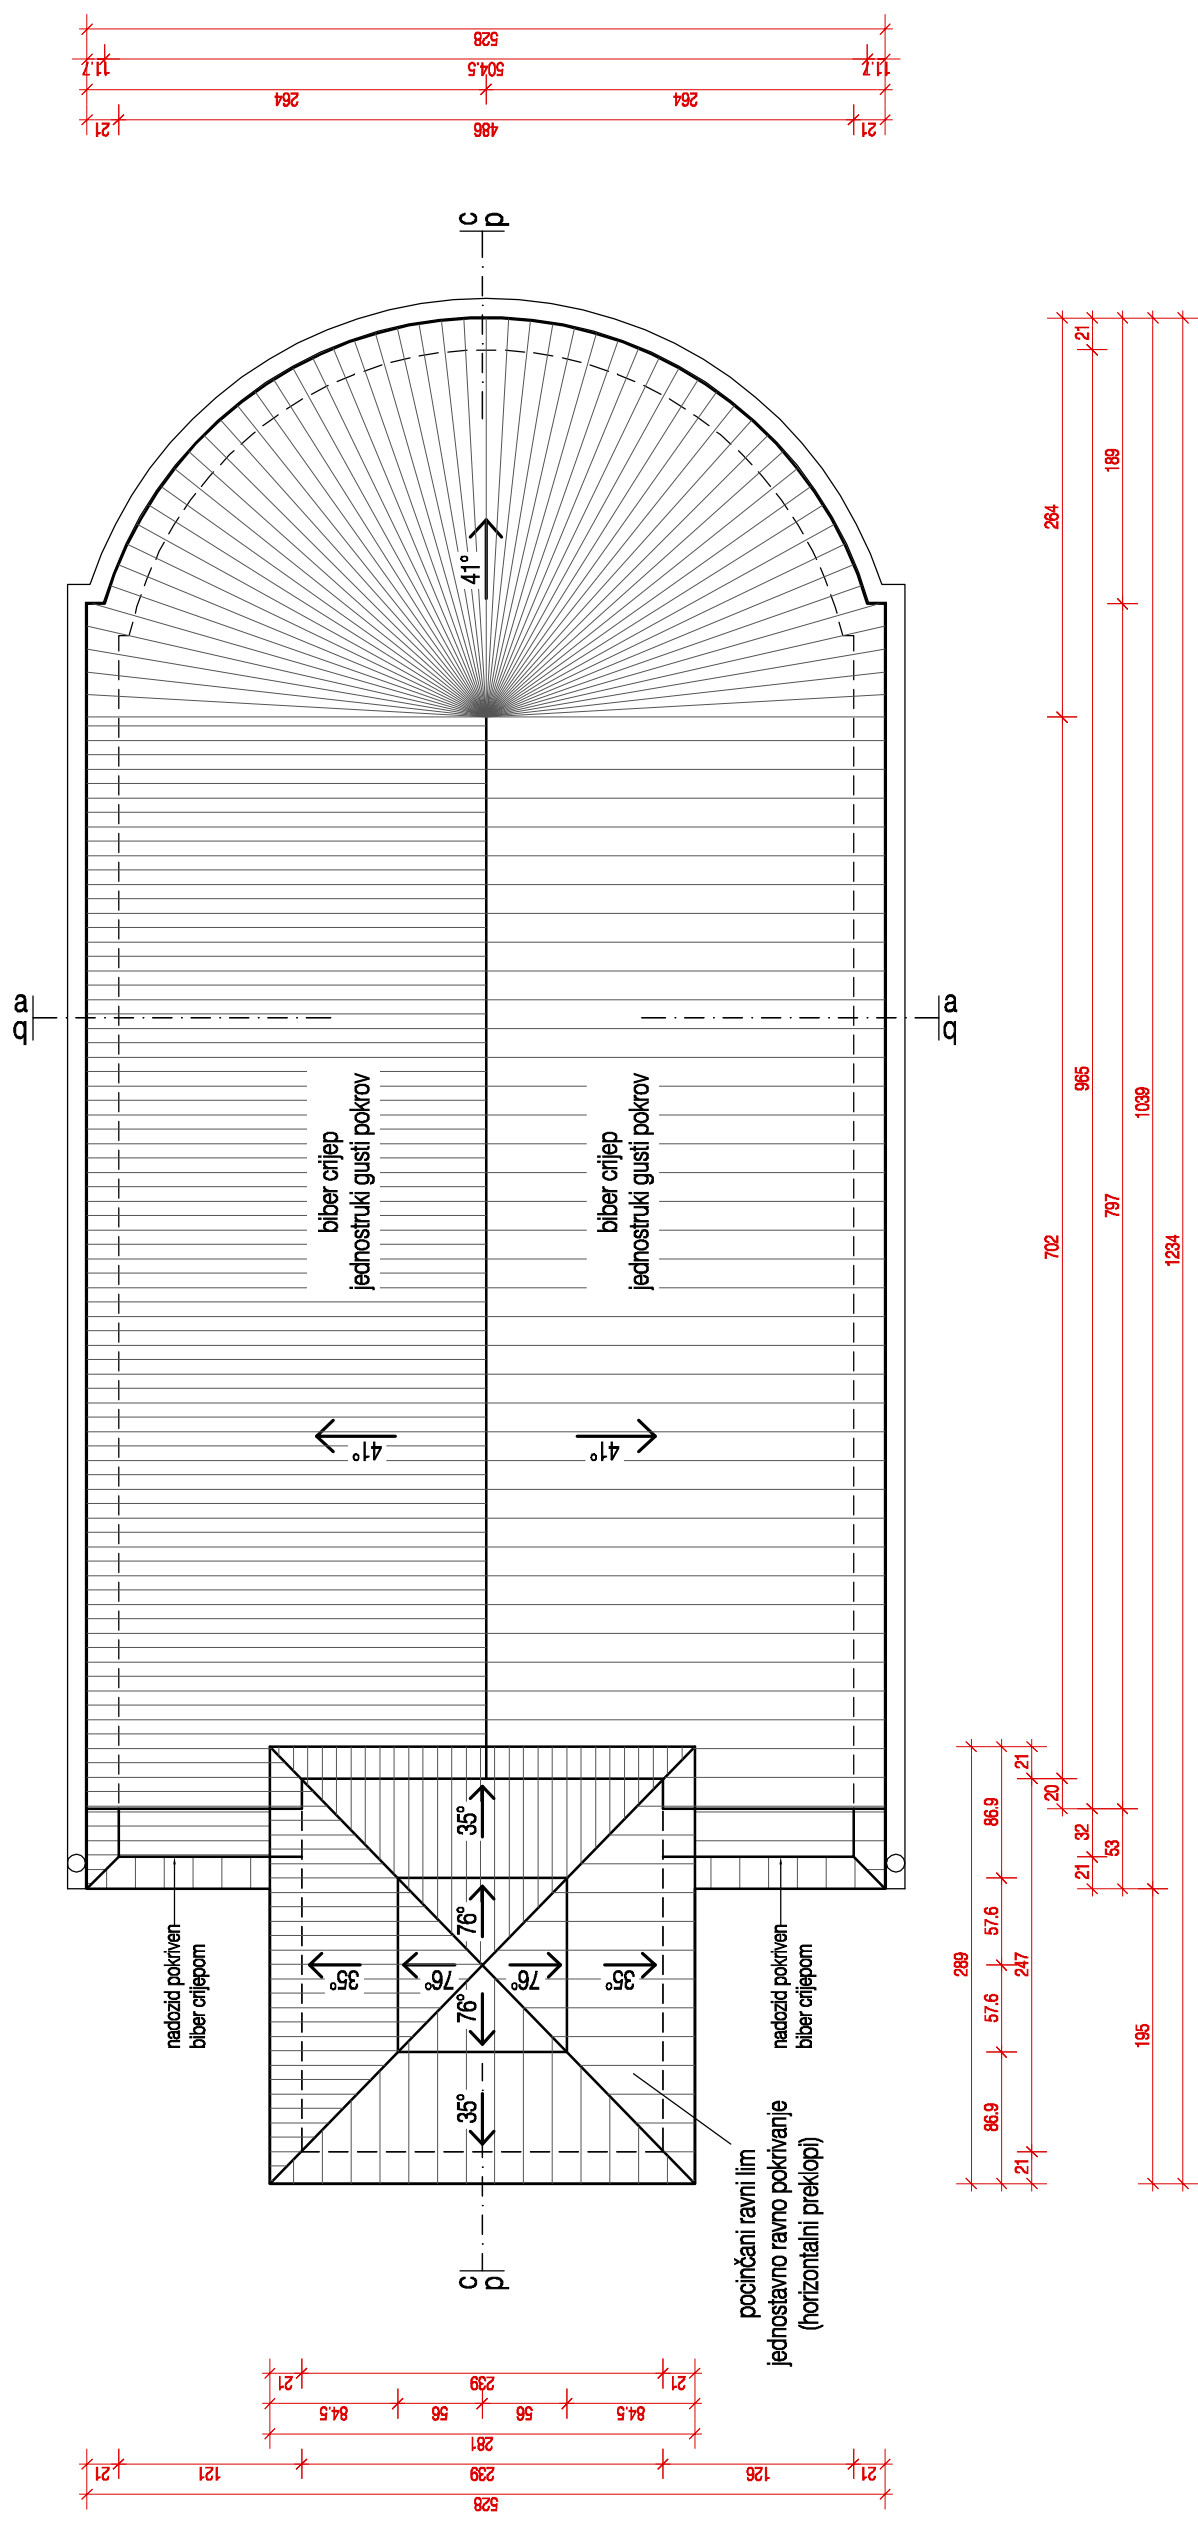 528
11.7
504.5
11.7
264
264
21
486
21
c
p
21
189
264
41°
a
q
a
q
965
1039
797
702
1234
biber crijep
jednostruki gusti pokrov
biber crijep
jednostruki gusti pokrov
41°
41°
21
20
86.9
32
53
21
57.6
289
247
57.6
195
86.9
21
35°
76°
35°
76°
76°
35°
76°
35°
nadozid pokriven
biber crijepom
nadozid pokriven
biber crijepom
pocinčani ravni lim
jednostavno ravno pokrivanje
(horizontalni preklopi)
c
p
21
239
21
84.5
56
56
84.5
281
21
121
239
126
21
528